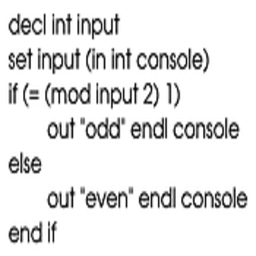 decl int input
set input (in int console)
if (= (mod input 2) 1)
out "odd" endl console
else
out "even" endl console
end if